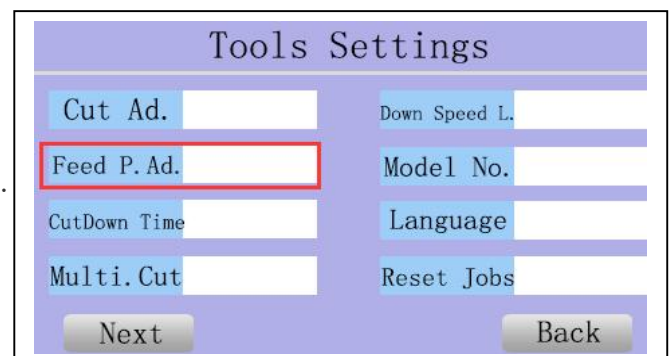 Tools Settings
Cut Ad.
Down Speed L.
Feed P.Ad.
Model No.
CutDown Time
Language
Multi.Cut
Reset Jobs
Next
Back